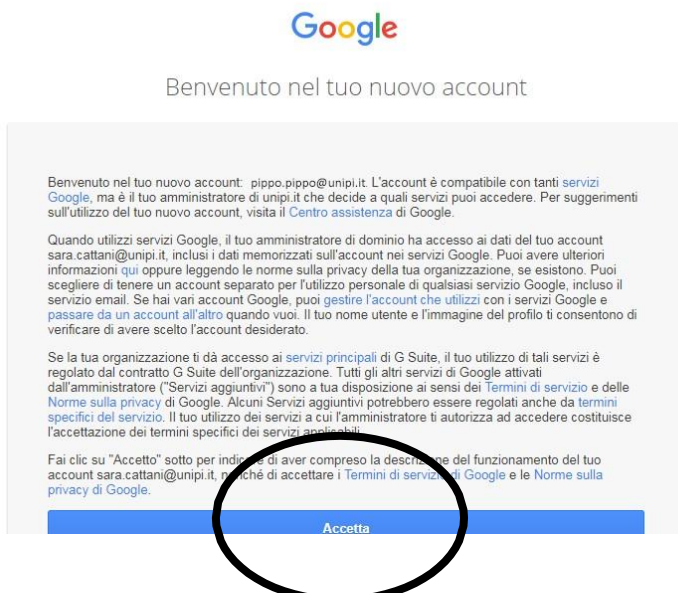 Google
Benvenuto nel tuo nuovo account
Benvenuto nel tuo nuovo account: pippo.pippo@unipi.it. L'account è compatibile con tanti servizi
Google, ma è il tuo amministratore di unipi.it che decide a quali servizi puoi accedere. Per suggerimenti
sull'utilizzo del tuo nuovo account, visita il Centro assistenza di Google.
Quando utilizzi servizi Google, il tuo amministratore di dominio ha accesso ai dati del tuo account
sara.cattani@unipi.it, inclusi i dati memorizzati sull'account nei servizi Google. Puoi avere ulteriori
informazioni qui oppure leggendo le norme sulla privacy della tua organizzazione, se esistono. Puoi
scegliere di tenere un account separato per l'utilizzo personale di qualsiasi servizio Google, incluso il
servizio email. Se hai vari account Google, puoi gestire l'account che utilizzi con i servizi Google e
passare da un account all'altro quando vuoi. Il tuo nome utente e l'immagine del profilo ti consentono di
verificare di avere scelto l'account desiderato.
Se la tua organizzazione ti dà accesso ai servizi principali di G Suite, il tuo utilizzo di tali servizi è
regolato dal contratto G Suite dell'organizzazione. Tutti gli altri servizi di Google attivati
dall'amministratore ("Servizi aggiuntivi") sono a tua disposizione ai sensi dei Termini di servizio e delle
Norme sulla privacy di Google. Alcuni Servizi aggiuntivi potrebbero essere regolati anche da termini
specifici del servizio. Il tuo utilizzo dei servizi a cui l'amministratore ti autorizza ad accedere costituisce
l'accettazione dei termini specifici dei servizi applicabili.
Fai clic su "Accetto" sotto per indicare di aver compreso la descrizione del funzionamento del tuo
account sara.cattani@unipi.it, nonché di accettare i Termini di servizio di Google e le Norme sulla
privacy di Google.
Accetta